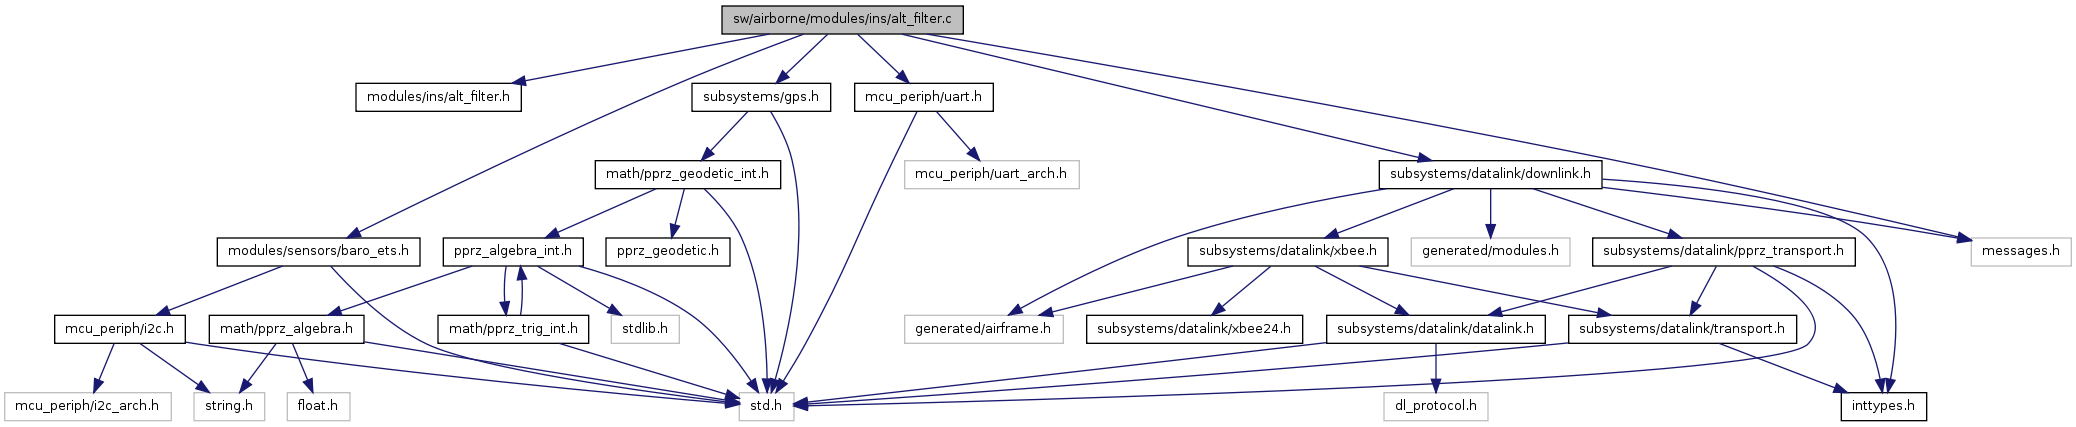 sw/airborne/modules/ins/alt_filter.c
modules/ins/alt_filter.h
subsystems/gps.h
mcu_periph/uart.h
math/pprz_geodetic_int.h
mcu_periph/uart_arch.h
subsystems/datalink/downlink.h
modules/sensors/baro_ets.h
pprz_algebra_int.h
pprz_geodetic.h
subsystems/datalink/xbee.h
generated/modules.h
subsystems/datalink/pprz_transport.h
messages.h
mcu_periph/i2c.h
math/pprz_algebra.h
math/pprz_trig_int.h
stdlib.h
generated/airframe.h
subsystems/datalink/xbee24.h
subsystems/datalink/datalink.h
subsystems/datalink/transport.h
mcu_periph/i2c_arch.h
string.h
float.h
std.h
dl_protocol.h
inttypes.h